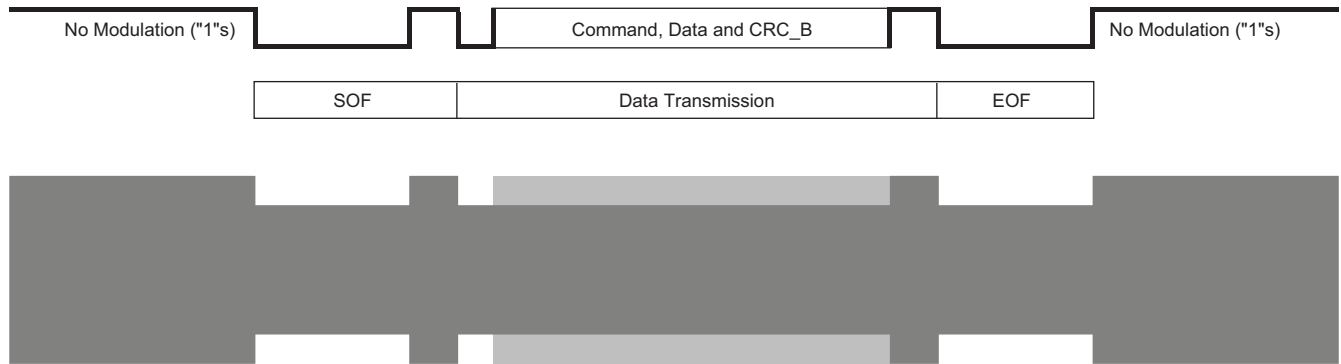 No Modulation ("1"s)
Command, Data and CRC_B
No Modulation ("1"s)
SOF
Data Transmission
EOF